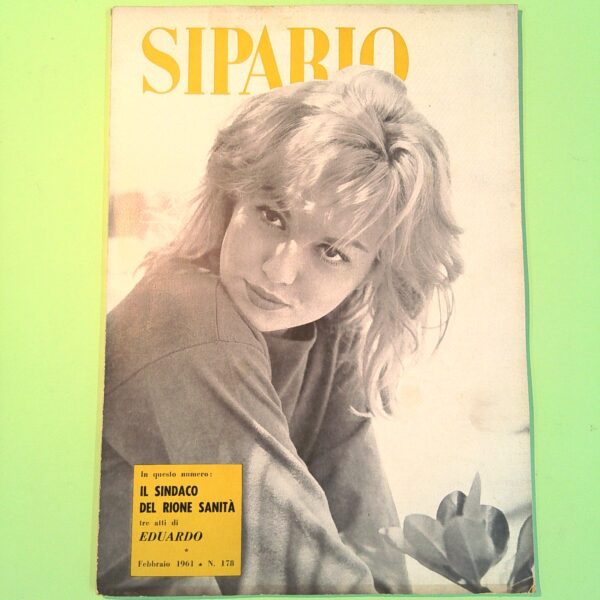 SIPARIO
In questo numero:
IL SINDACO
DEL RIONE SANITÀ
tre atti di
EDUARDO
★
Febbraio 1961 ★ N. 178